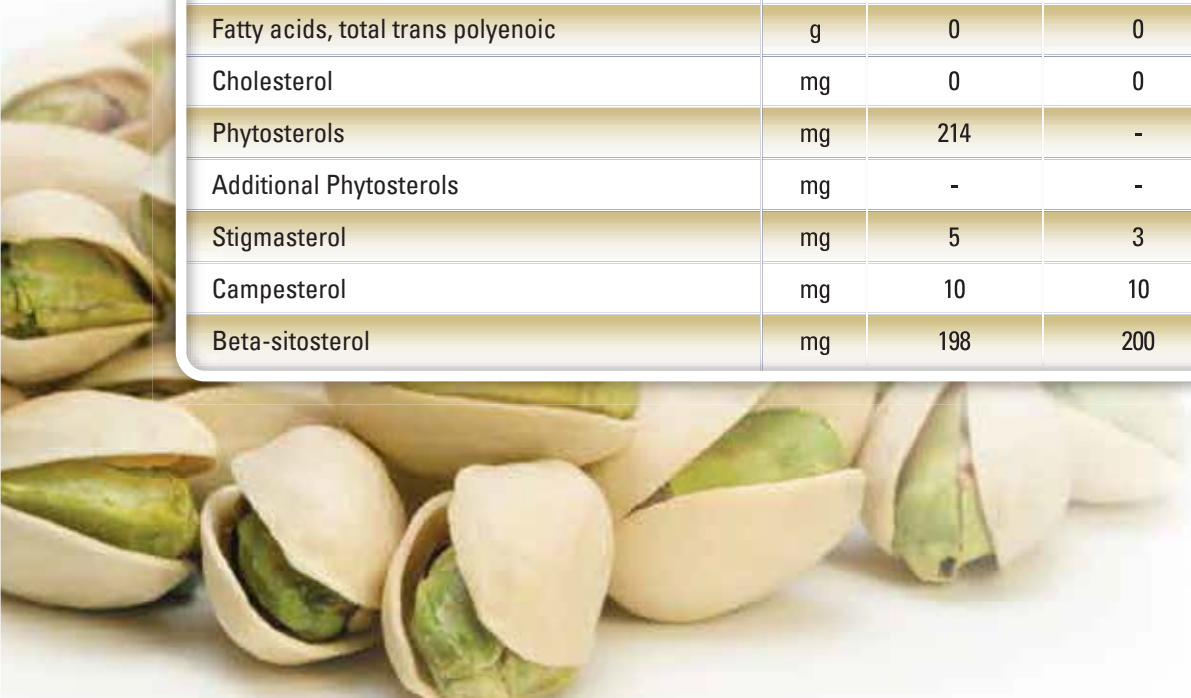 Fatty acids, total trans polyenoic g 0 0
Cholesterol mg 0 0
Phytosterols mg 214 -
Additional Phytosterols mg - -
Stigmasterol mg 5 3
Campesterol mg 10 10
Beta-sitosterol mg 198 200